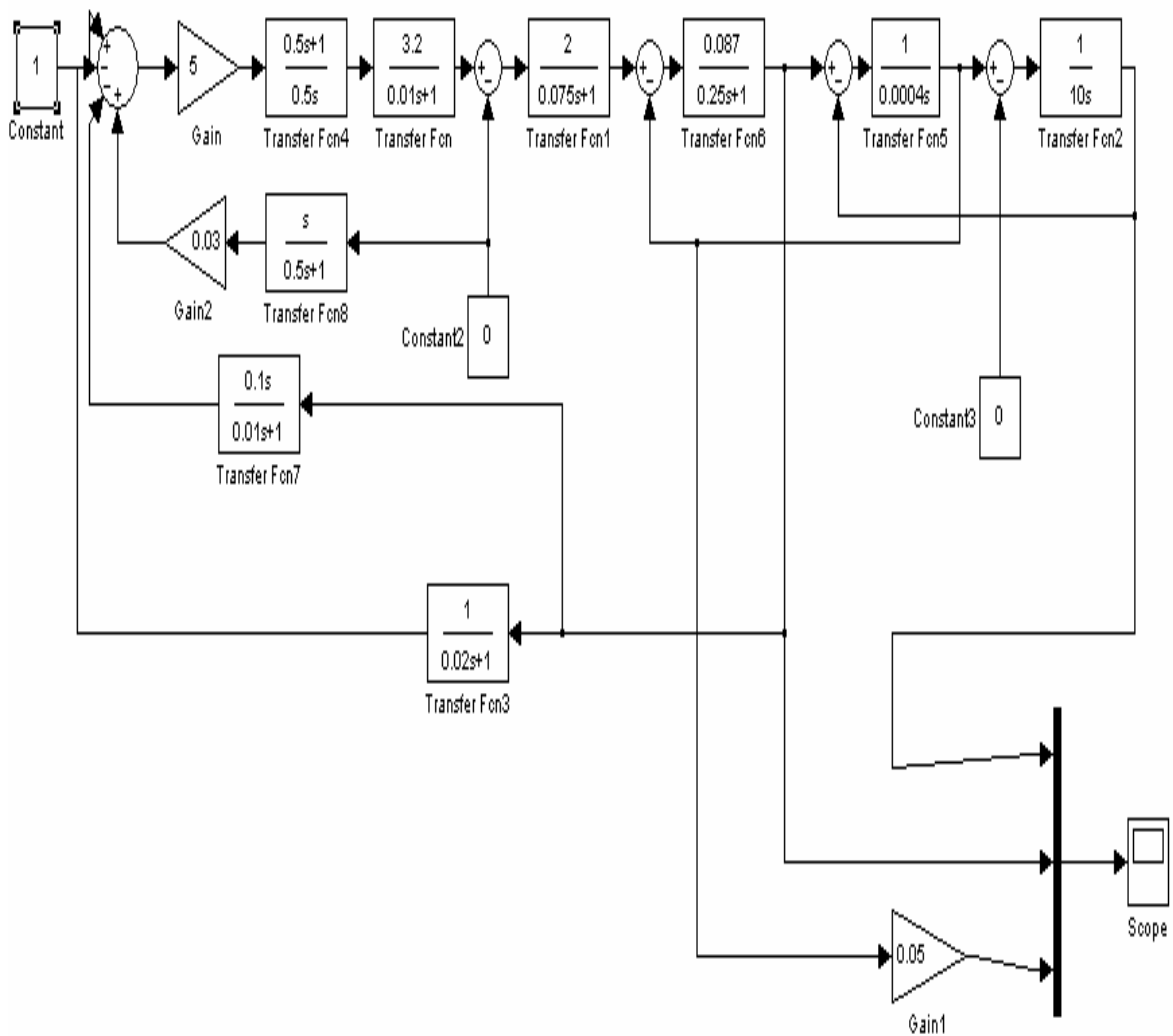 1
Constant
+
−
−
+
5
Gain
0.5s+1
0.5s
Transfer Fcn4
3.2
0.01s+1
Transfer Fcn
+
−
2
0.075s+1
Transfer Fcn1
+
−
0.087
0.25s+1
Transfer Fcn6
+
−
1
0.0004s
Transfer Fcn5
+
−
1
10s
Transfer Fcn2
0.03
Gain2
s
0.5s+1
Transfer Fcn8
Constant2
0
0.1s
0.01s+1
Transfer Fcn7
Constant3
0
1
0.02s+1
Transfer Fcn3
0.05
Gain1
Scope